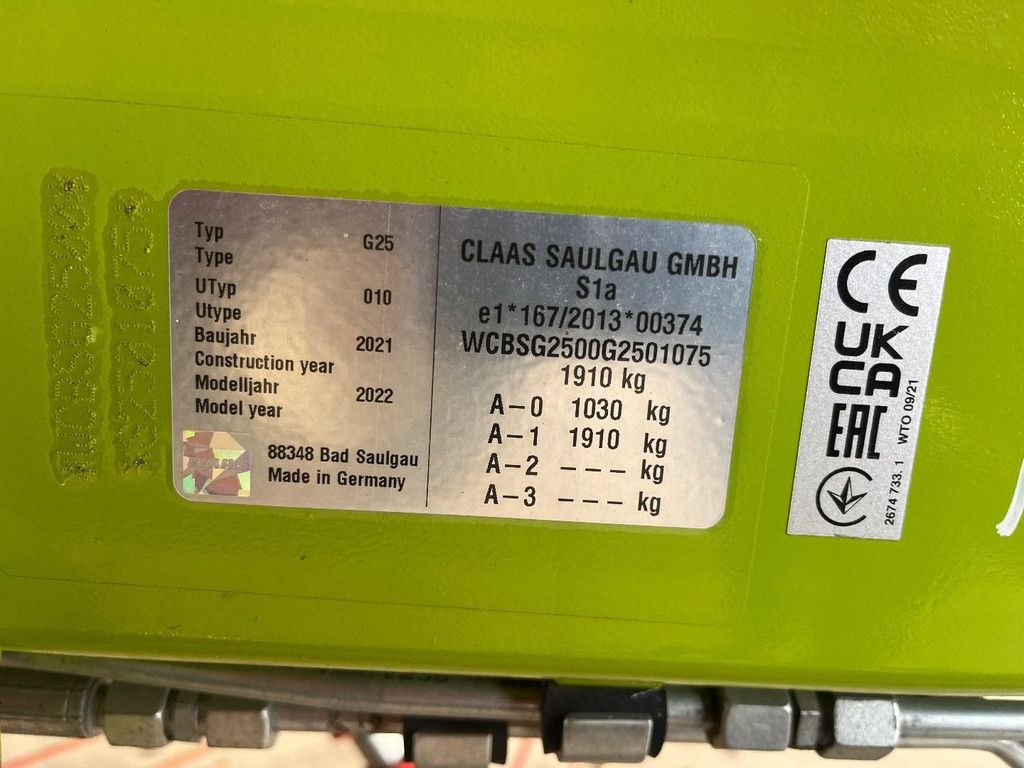 *WCBSG2500*
*G2501075*
Typ
Type G25
UTyp
Utype 010
Baujahr
Construction year 2021
Modelljahr
Model year 2022
88348 Bad Saulgau
Made in Germany
CLAAS SAULGAU GMBH
S1a
e1*167/2013*00374
WCBSG2500G2501075
1910 kg
A-0 1030 kg
A-1 1910 kg
A-2 --- kg
A-3 --- kg
CE
UK
CA
EAC
WTO 09/21
2674 733. 1